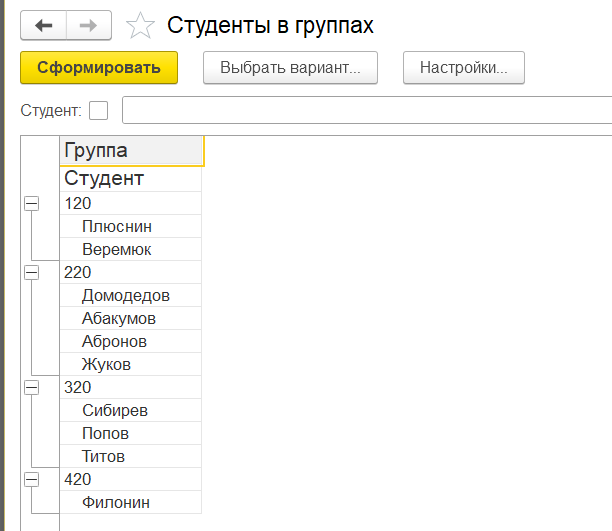 Студенты в группах
Сформировать Выбрать вариант... Настройки...
Студент:
Группа
Студент
120
Плюснин
Веремюк
220
Домодедов
Абакумов
Абронов
Жуков
320
Сибирев
Попов
Титов
420
Филонин